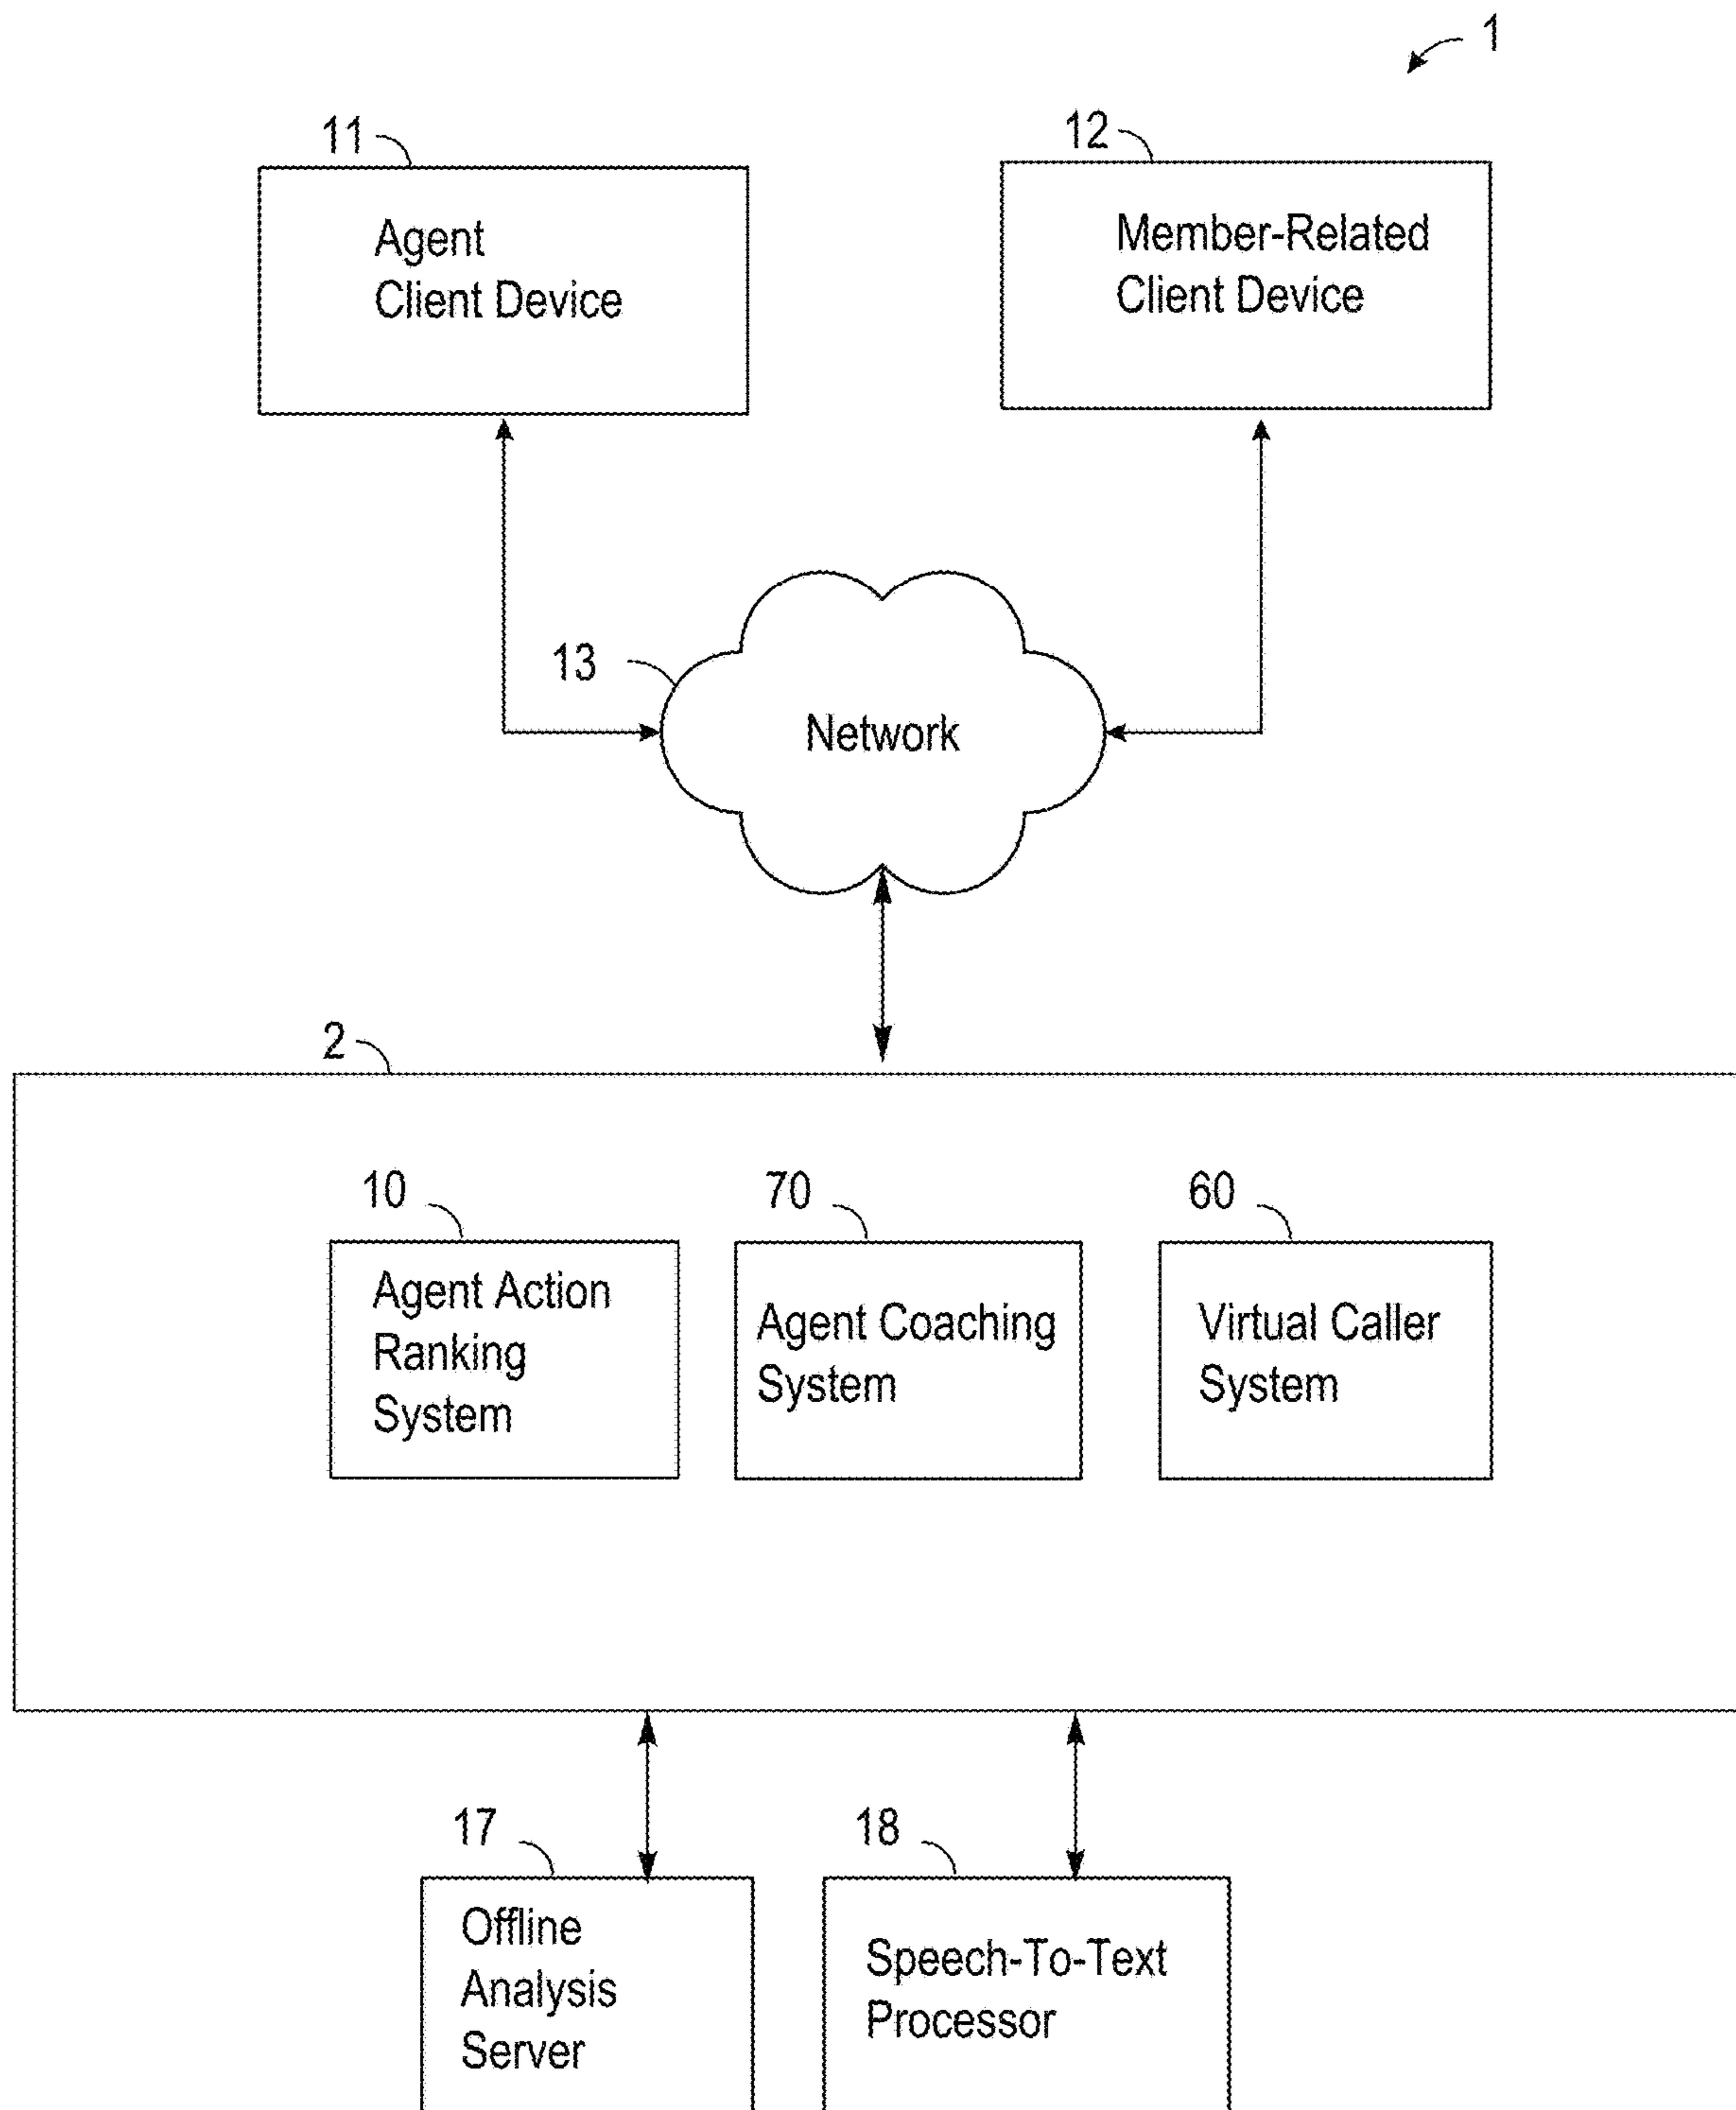 1
11
12
Agent
Client Device
Member-Related
Client Device
13
Network
2
10
70
60
Agent Action
Ranking
System
Agent Coaching
System
Virtual Caller
System
17
18
Offline
Analysis
Server
Speech-To-Text
Processor